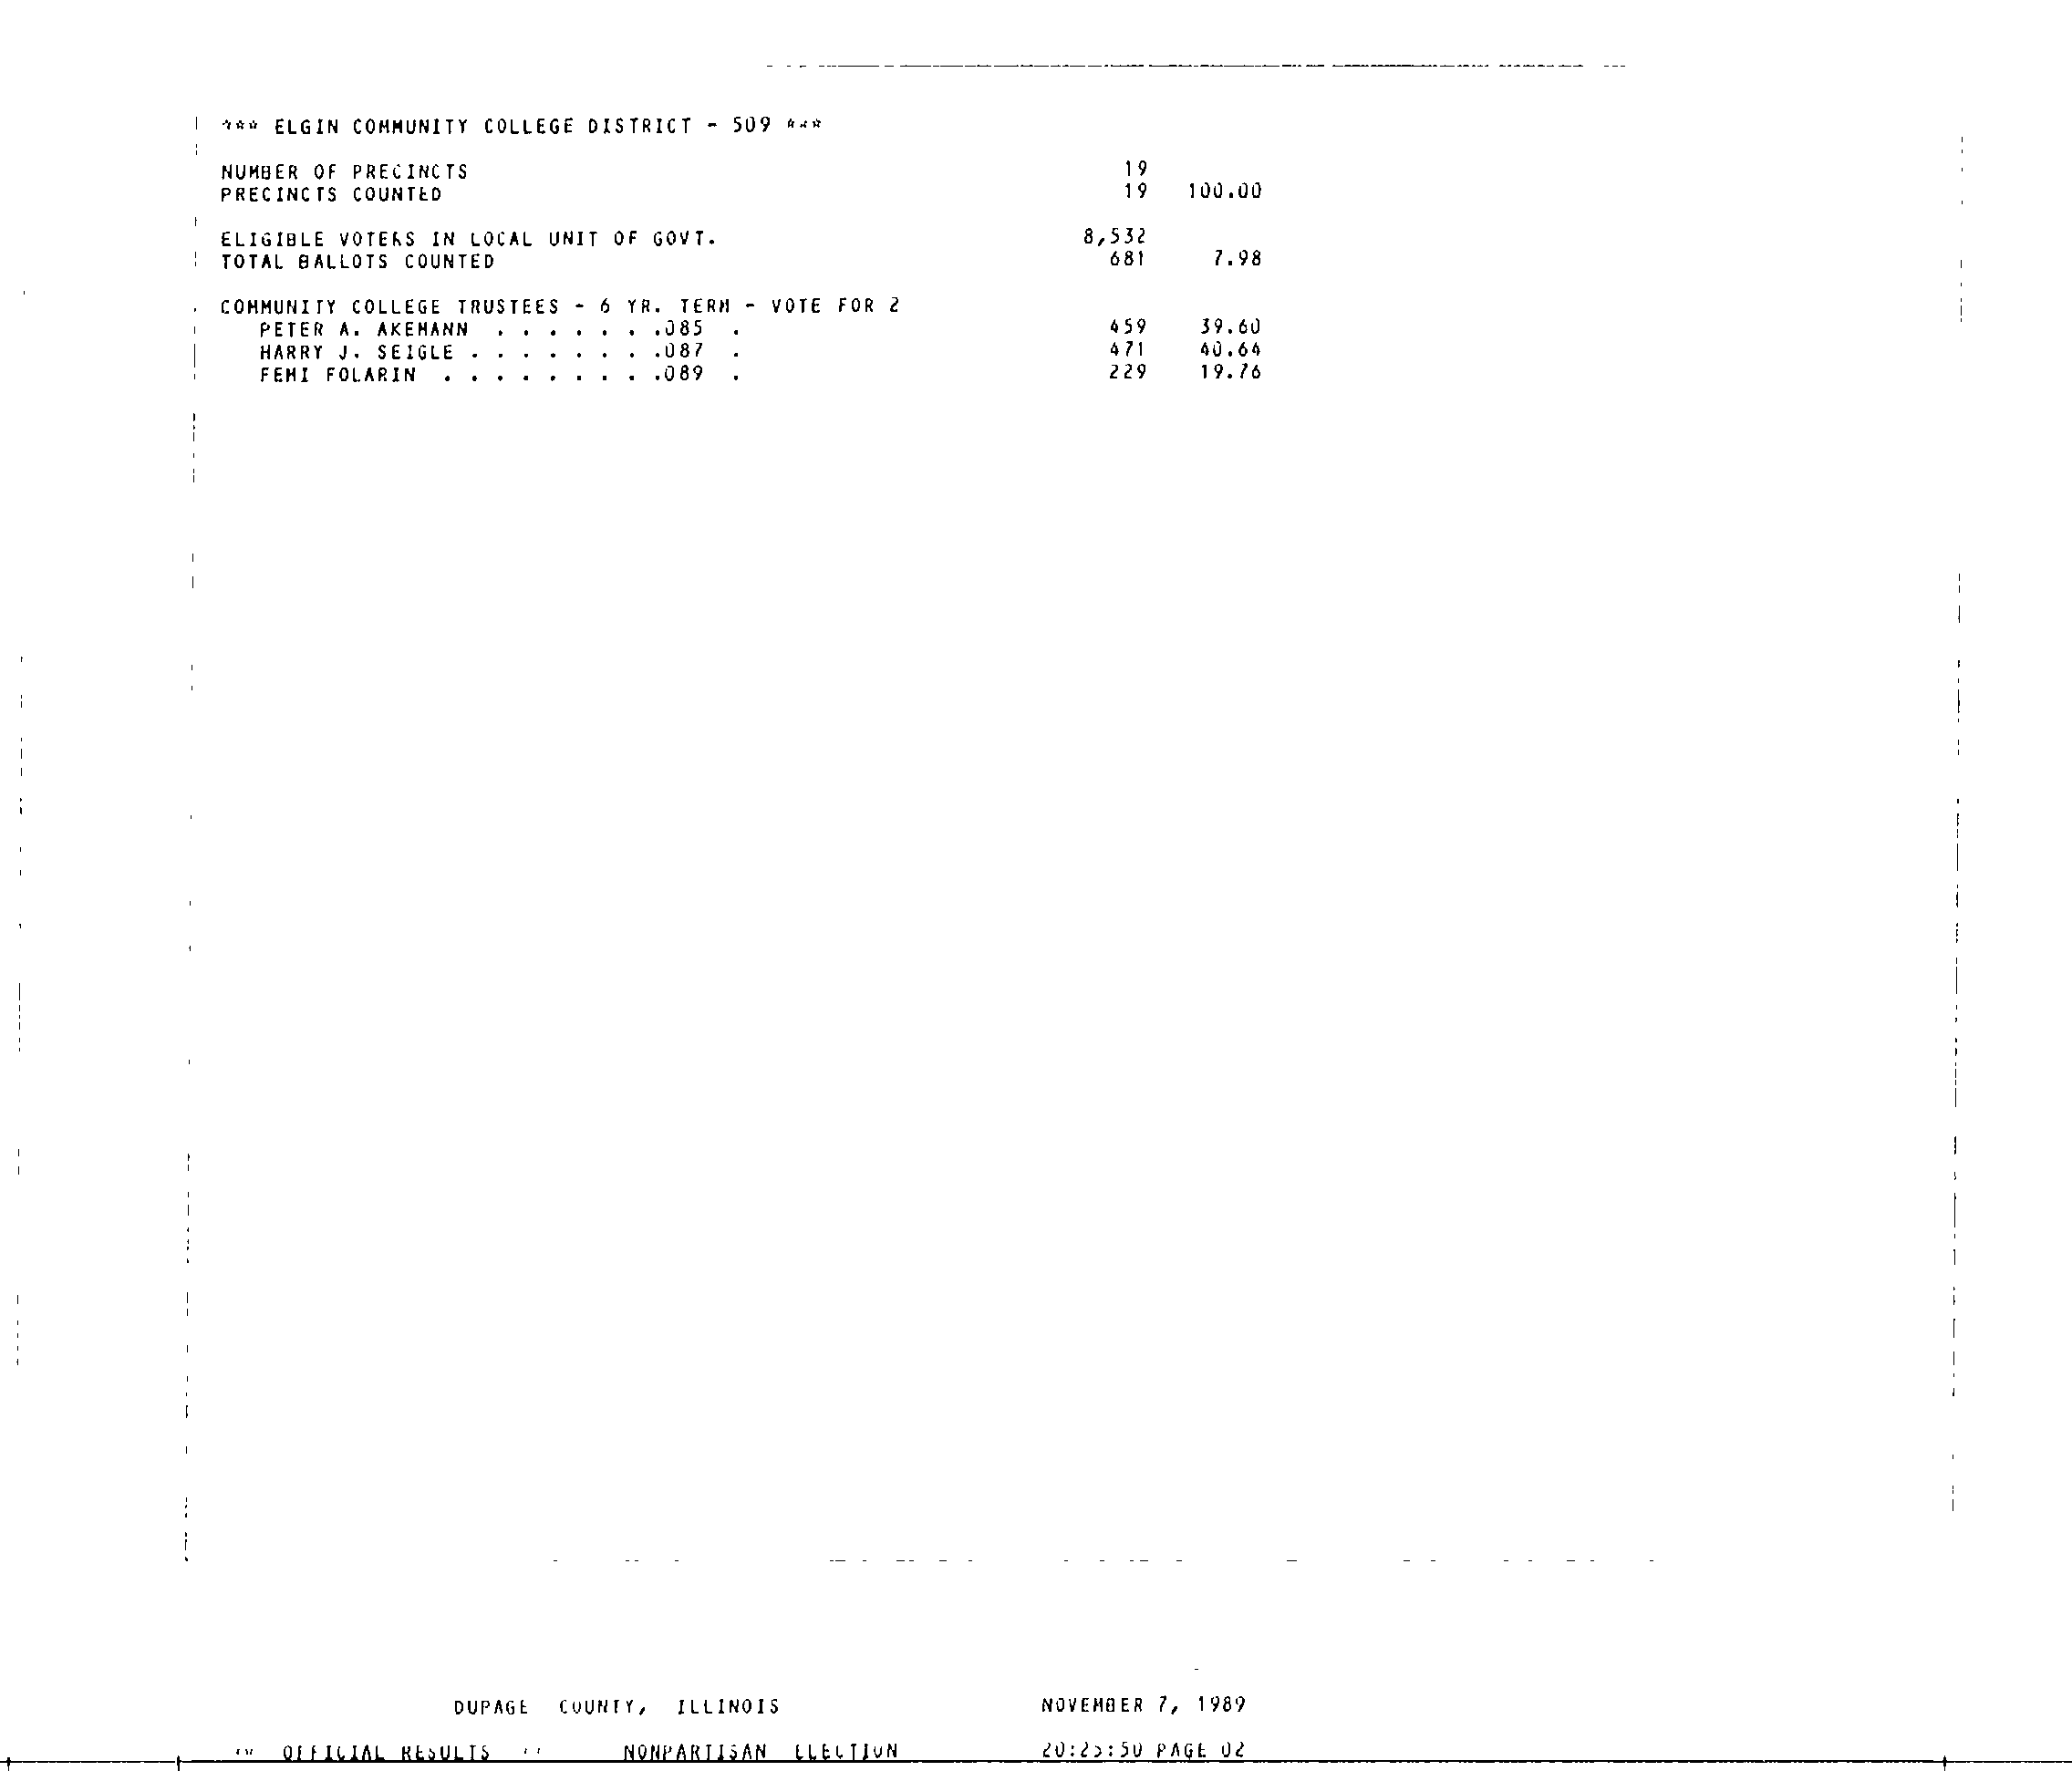 *** ELGIN COMMUNITY COLLEGE DISTRICT - 509 ***
NUMBER OF PRECINCTS 19
PRECINCTS COUNTED 19 100.00
ELIGIBLE VOTERS IN LOCAL UNIT OF GOVT. 8,532
TOTAL BALLOTS COUNTED 681 7.98
COMMUNITY COLLEGE TRUSTEES - 6 YR. TERM - VOTE FOR 2
PETER A. AKEMANN . . . . . . .085 . 459 39.60
HARRY J. SEIGLE . . . . . . . .087 . 471 40.64
FEMI FOLARIN . . . . . . . . .089 . 229 19.76
DUPAGE COUNTY, ILLINOIS NOVEMBER 7, 1989
OFFICIAL RESULTS NONPARTISAN ELECTION 20:25:50 PAGE 02